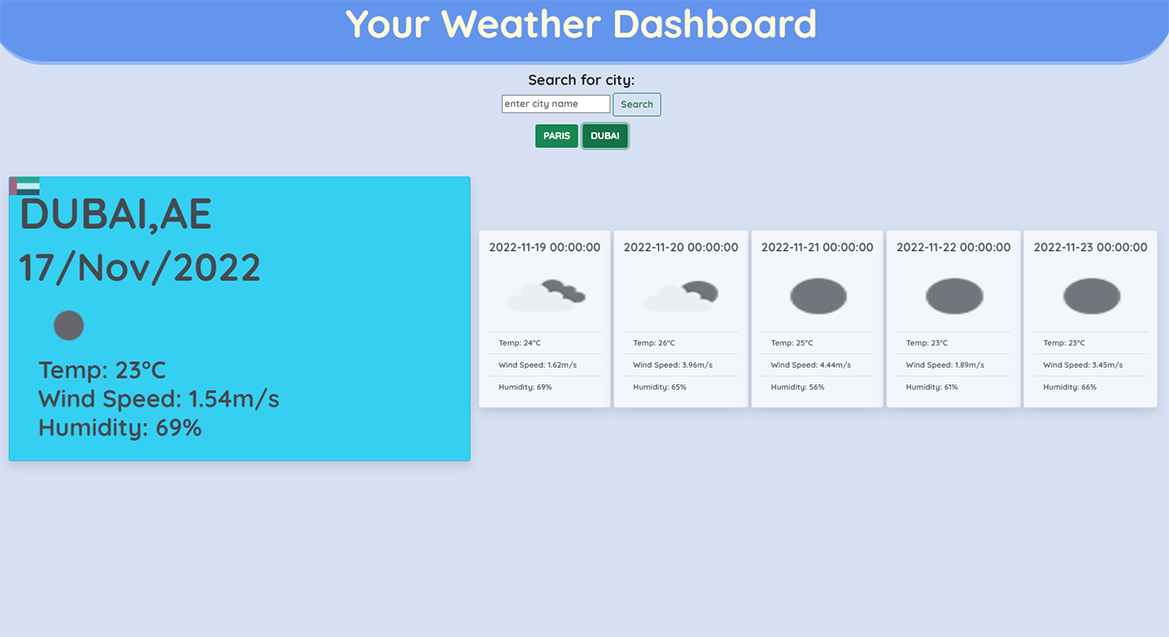 Your Weather Dashboard
Search for city:
enter city name Search
PARIS DUBAI
DUBAI,AE
17/Nov/2022
Temp: 23°C
Wind Speed: 1.54m/s
Humidity: 69%
2022-11-19 00:00:00
Temp: 24°C
Wind Speed: 1.62m/s
Humidity: 69%
2022-11-20 00:00:00
Temp: 26°C
Wind Speed: 3.96m/s
Humidity: 65%
2022-11-21 00:00:00
Temp: 25°C
Wind Speed: 4.44m/s
Humidity: 56%
2022-11-22 00:00:00
Temp: 23°C
Wind Speed: 1.89m/s
Humidity: 61%
2022-11-23 00:00:00
Temp: 23°C
Wind Speed: 3.45m/s
Humidity: 66%